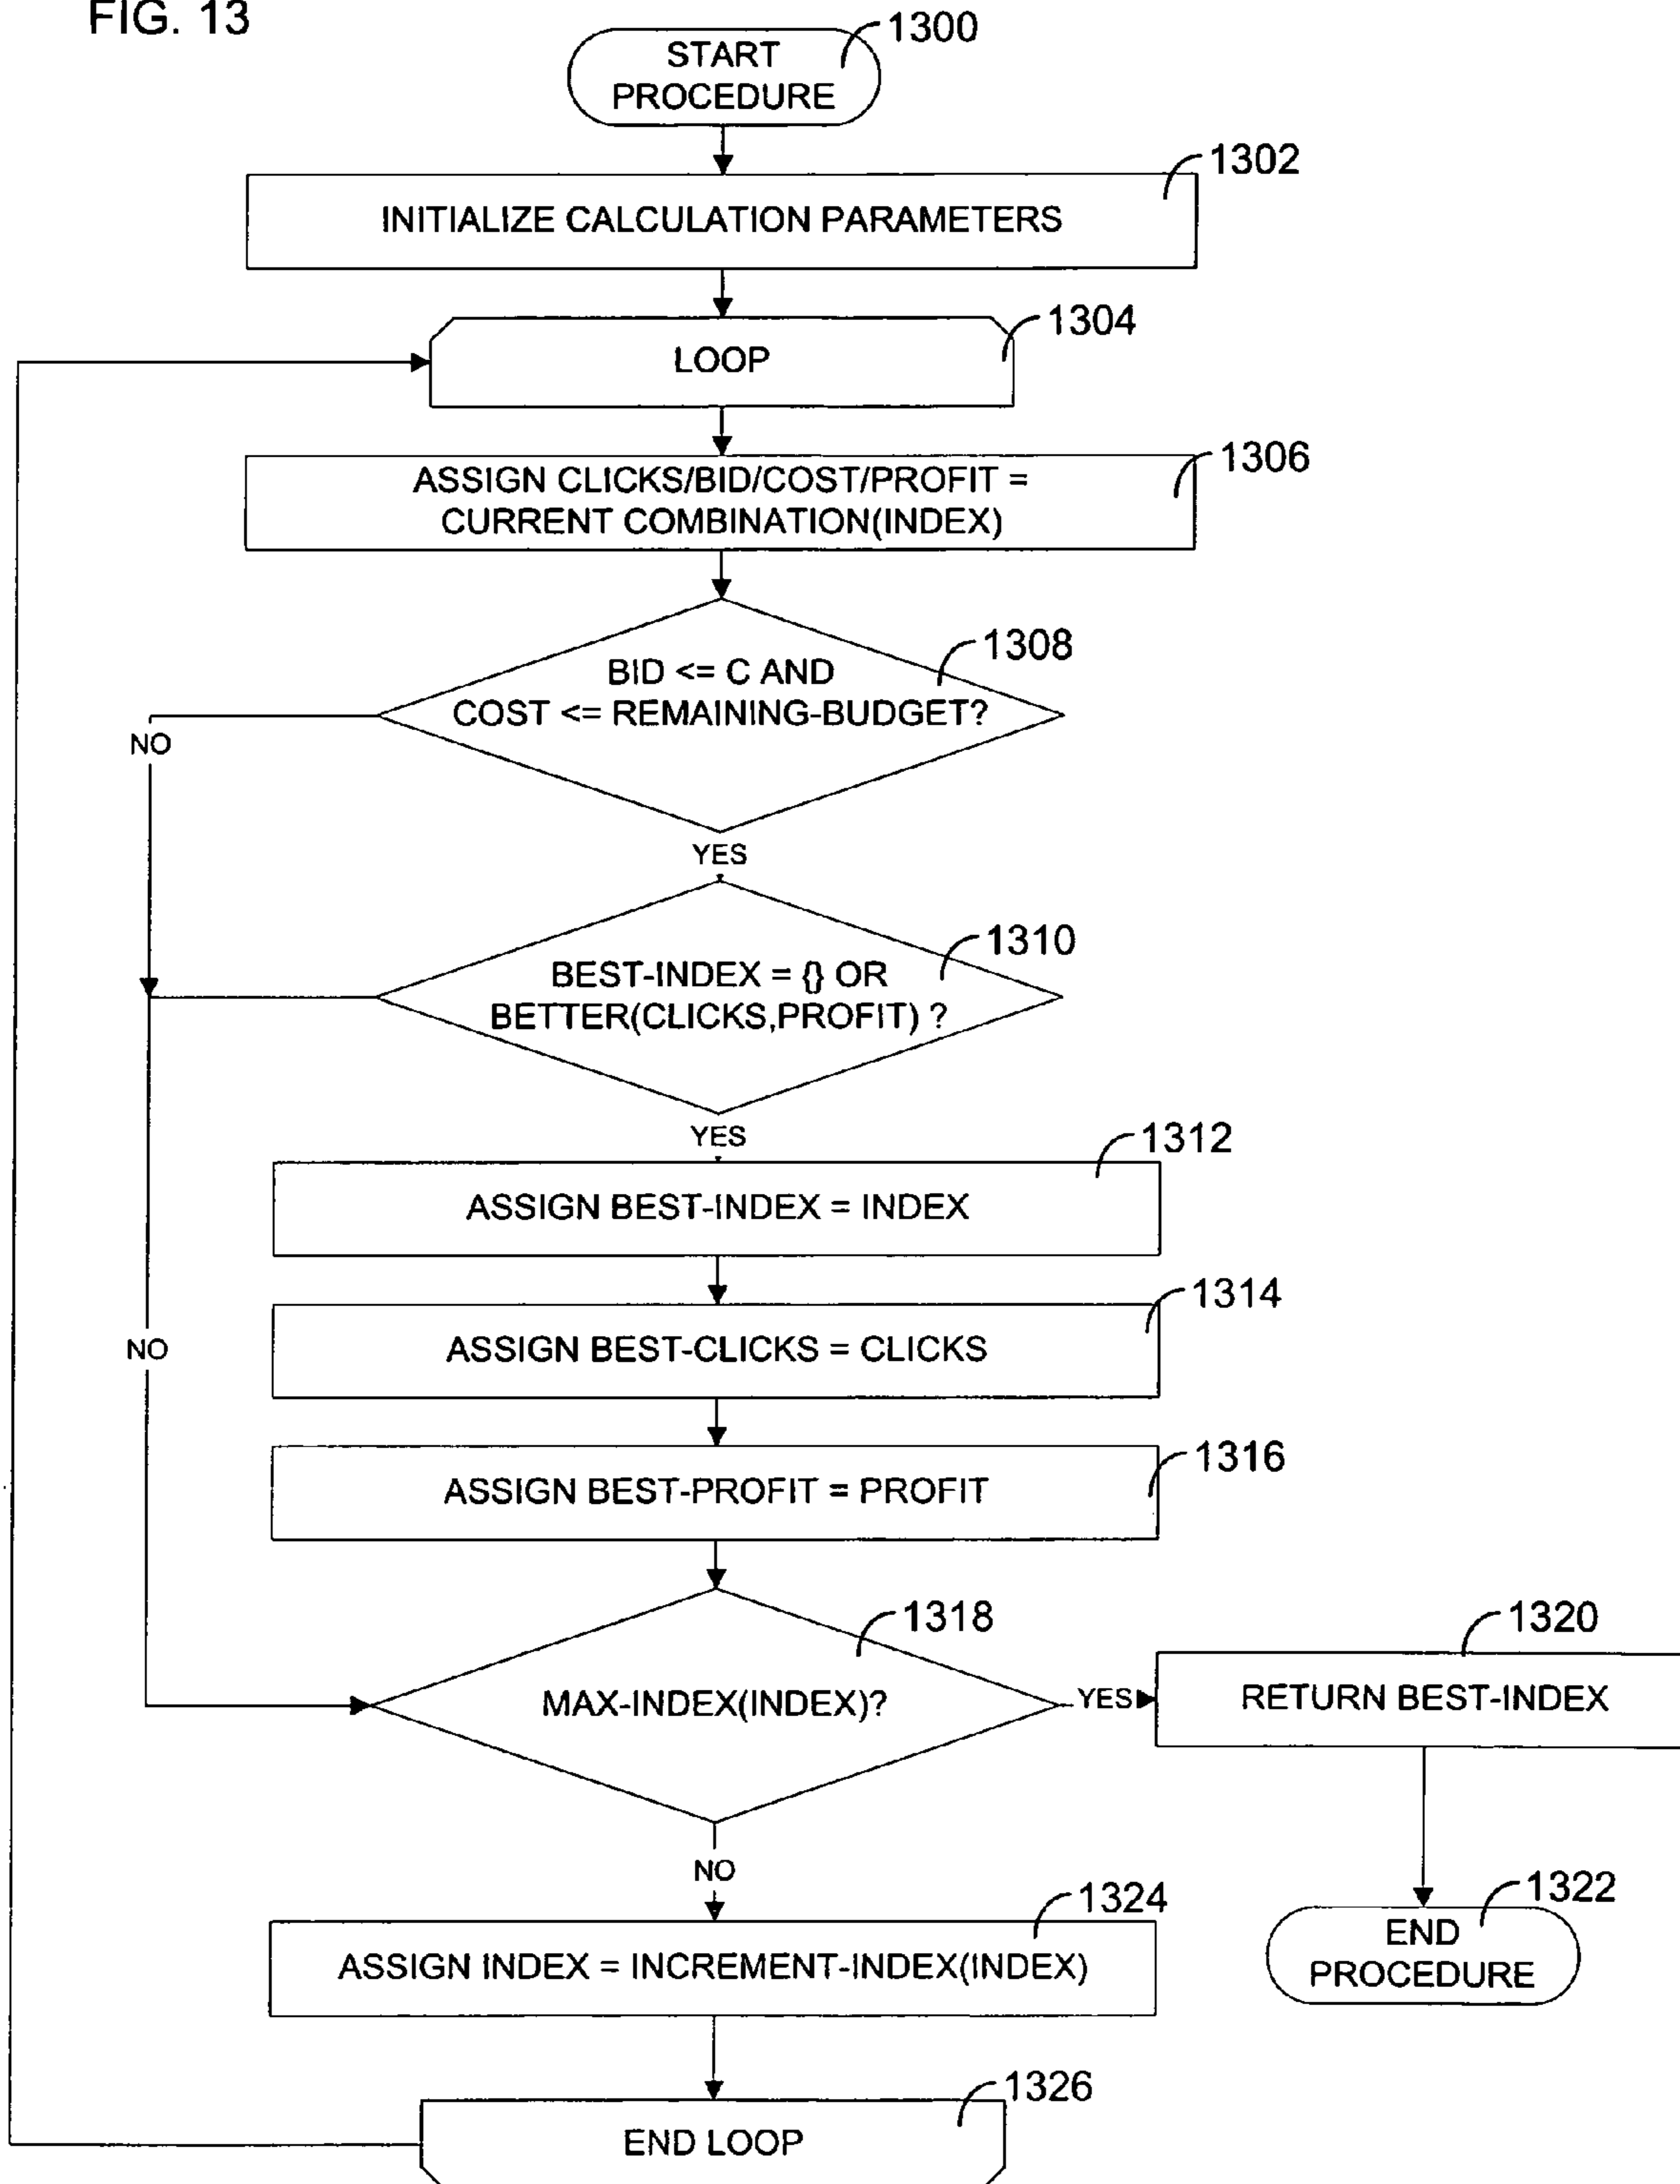 FIG. 13
1300
START
PROCEDURE
1302
INITIALIZE CALCULATION PARAMETERS
1304
LOOP
1306
ASSIGN CLICKS/BID/COST/PROFIT =
CURRENT COMBINATION(INDEX)
1308
BID <= C AND
COST <= REMAINING-BUDGET?
NO
YES
1310
BEST-INDEX = {} OR
BETTER(CLICKS,PROFIT) ?
YES
1312
ASSIGN BEST-INDEX = INDEX
1314
NO
ASSIGN BEST-CLICKS = CLICKS
1316
ASSIGN BEST-PROFIT = PROFIT
1318
MAX-INDEX(INDEX)?
YES
1320
RETURN BEST-INDEX
NO
1322
END
PROCEDURE
1324
ASSIGN INDEX = INCREMENT-INDEX(INDEX)
1326
END LOOP